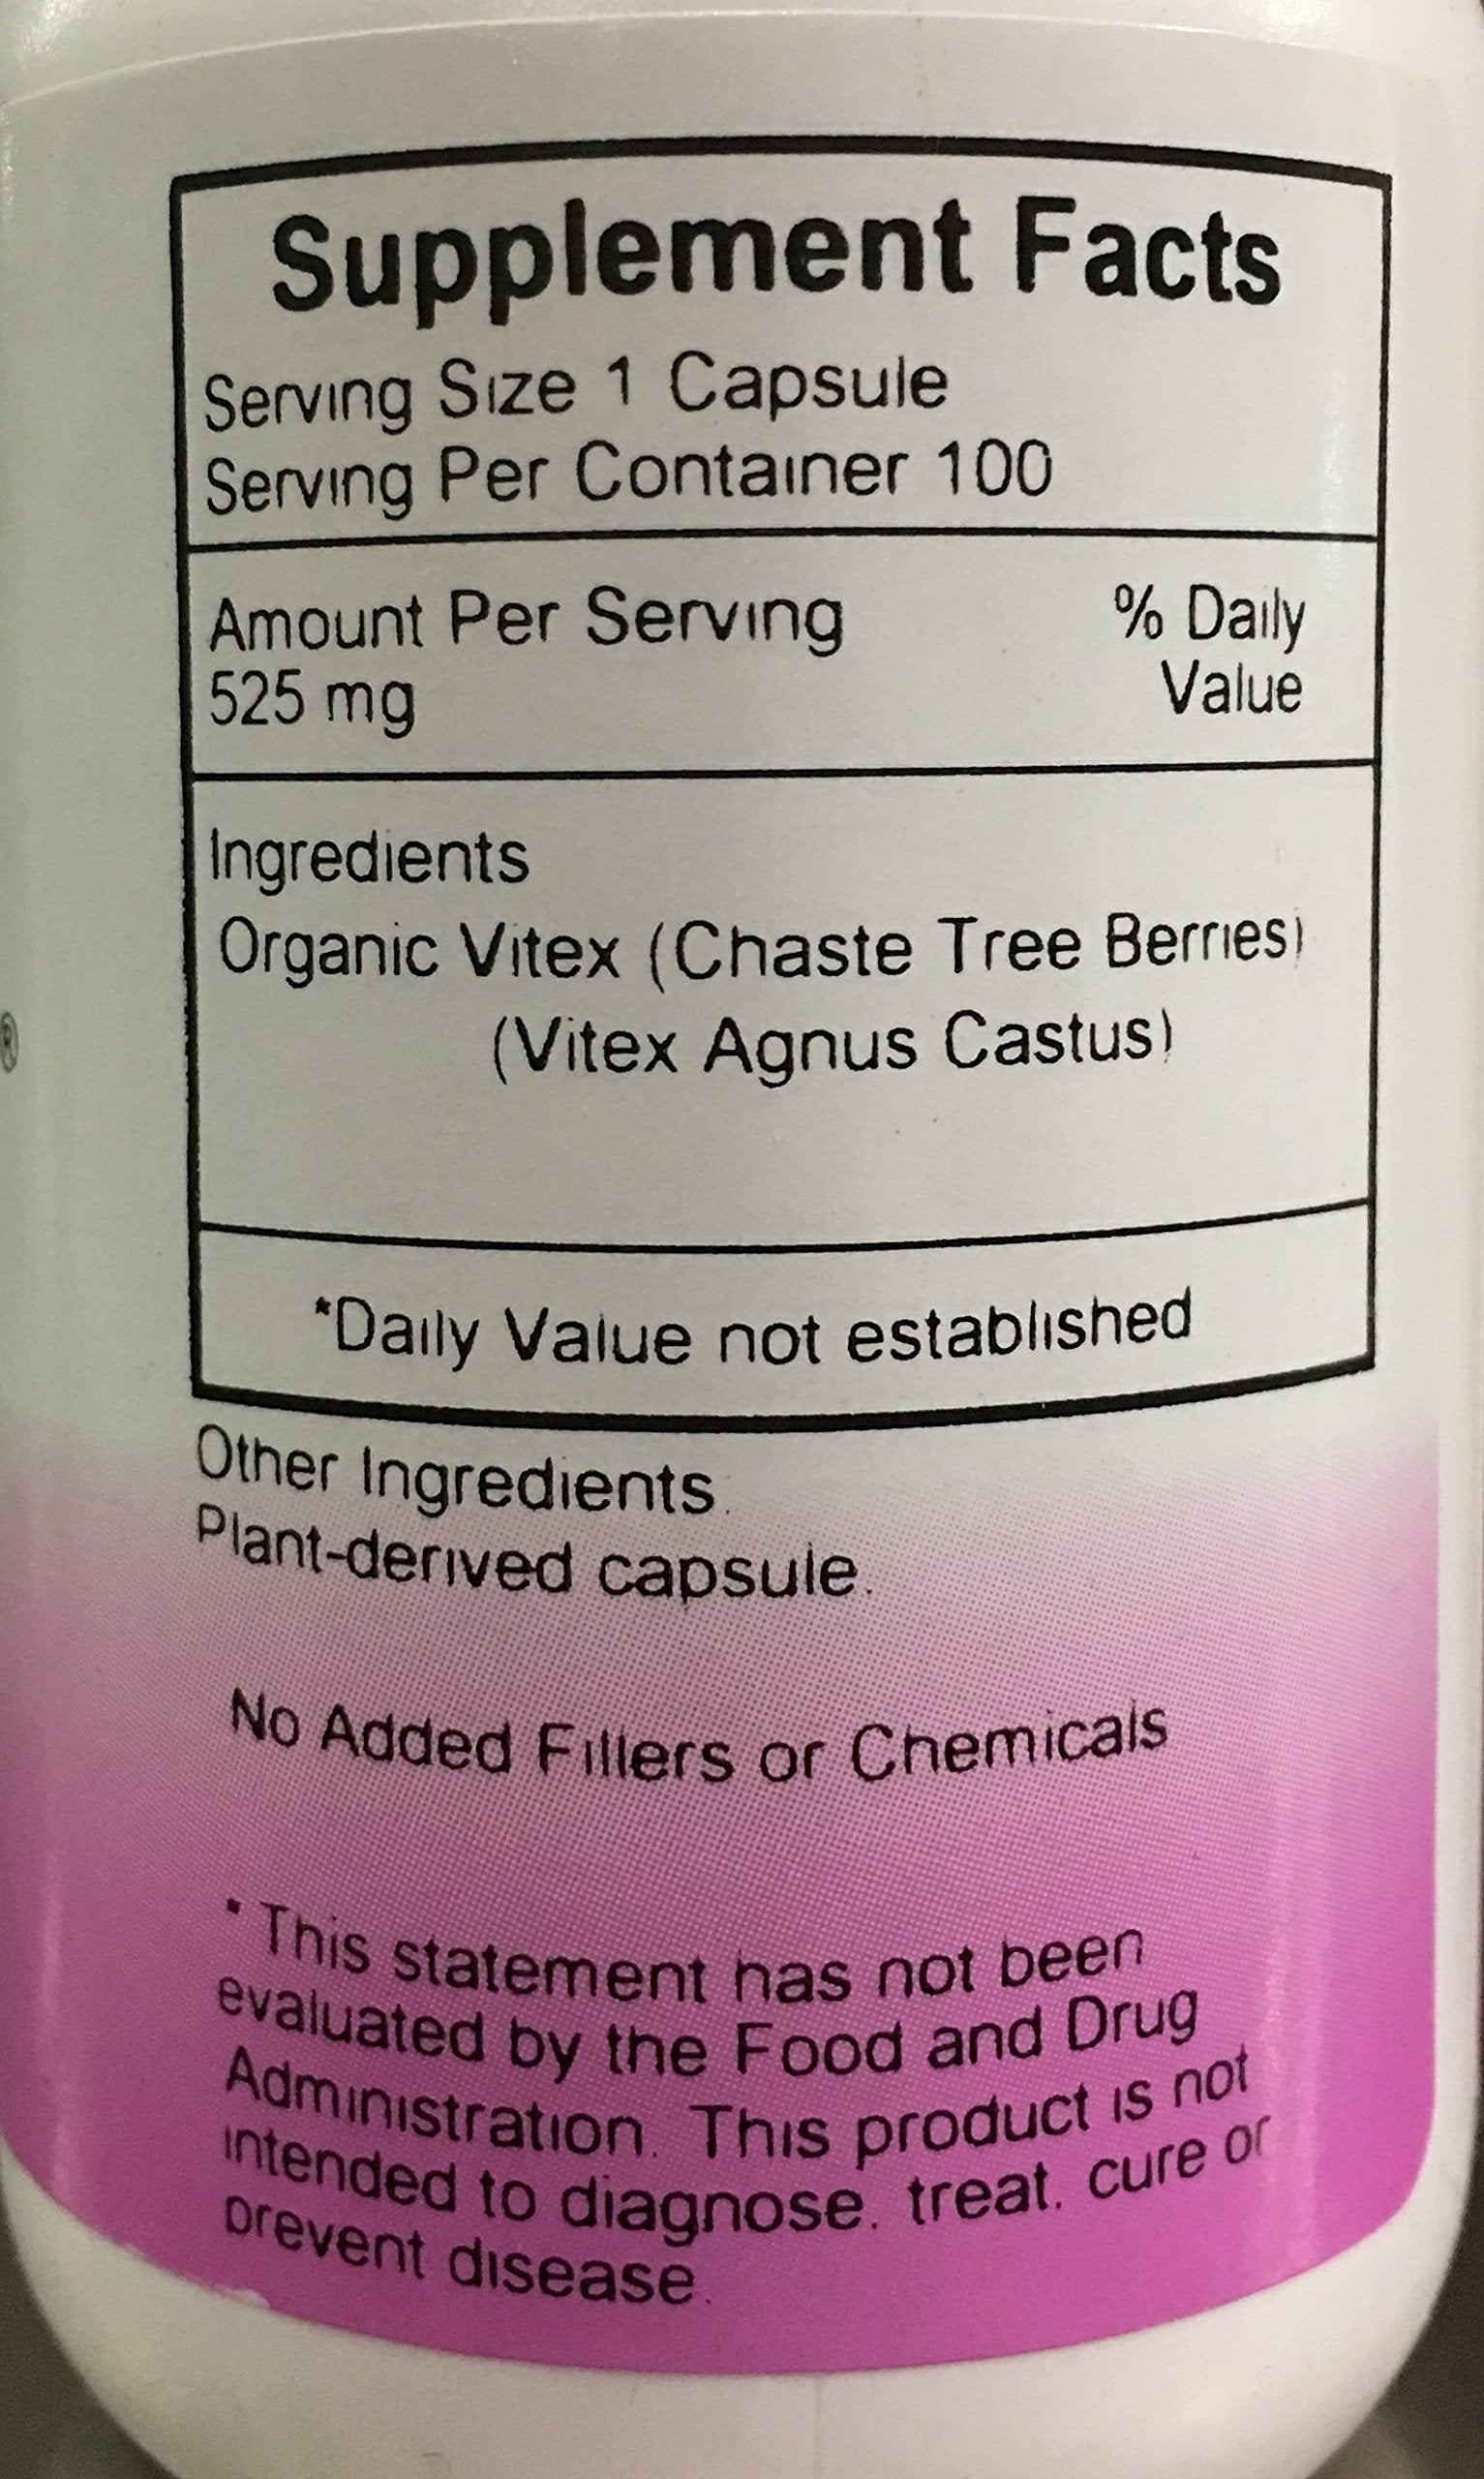 Supplement Facts
Serving Size 1 Capsule
Serving Per Container 100
Amount Per Serving % Daily
525 mg Value
Ingredients
Organic Vitex (Chaste Tree Berries)
(Vitex Agnus Castus)
*Daily Value not established
®
Other Ingredients.
Plant-derived capsule.
No Added Fillers or Chemicals
* This statement has not been
evaluated by the Food and Drug
Administration. This product is not
intended to diagnose, treat, cure or
prevent disease.